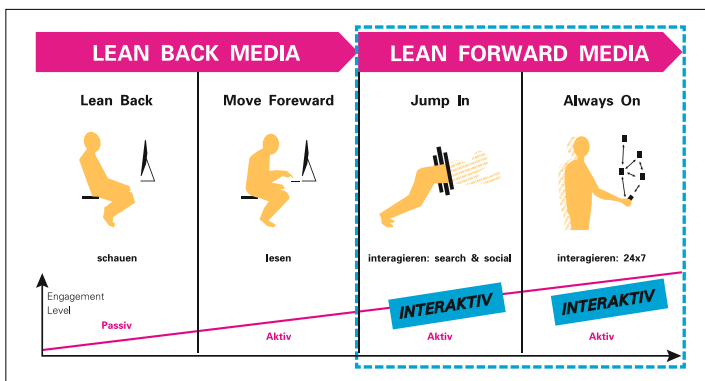 LEAN BACK MEDIA
LEAN FORWARD MEDIA
Lean Back
Move Foreward
Jump In
Always On
schauen
lesen
interagieren: search & social
interagieren: 24x7
Engagement
Level
Passiv
Aktiv
INTERAKTIV
Aktiv
INTERAKTIV
Aktiv